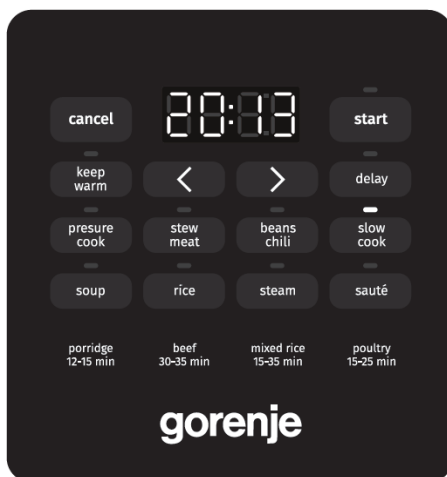 cancel
20:13
start
keep
warm
<
>
delay
presure
cook
stew
meat
beans
chili
slow
cook
soup
rice
steam
sauté
porridge
12-15 min
beef
30-35 min
mixed rice
15-35 min
poultry
15-25 min
gorenje